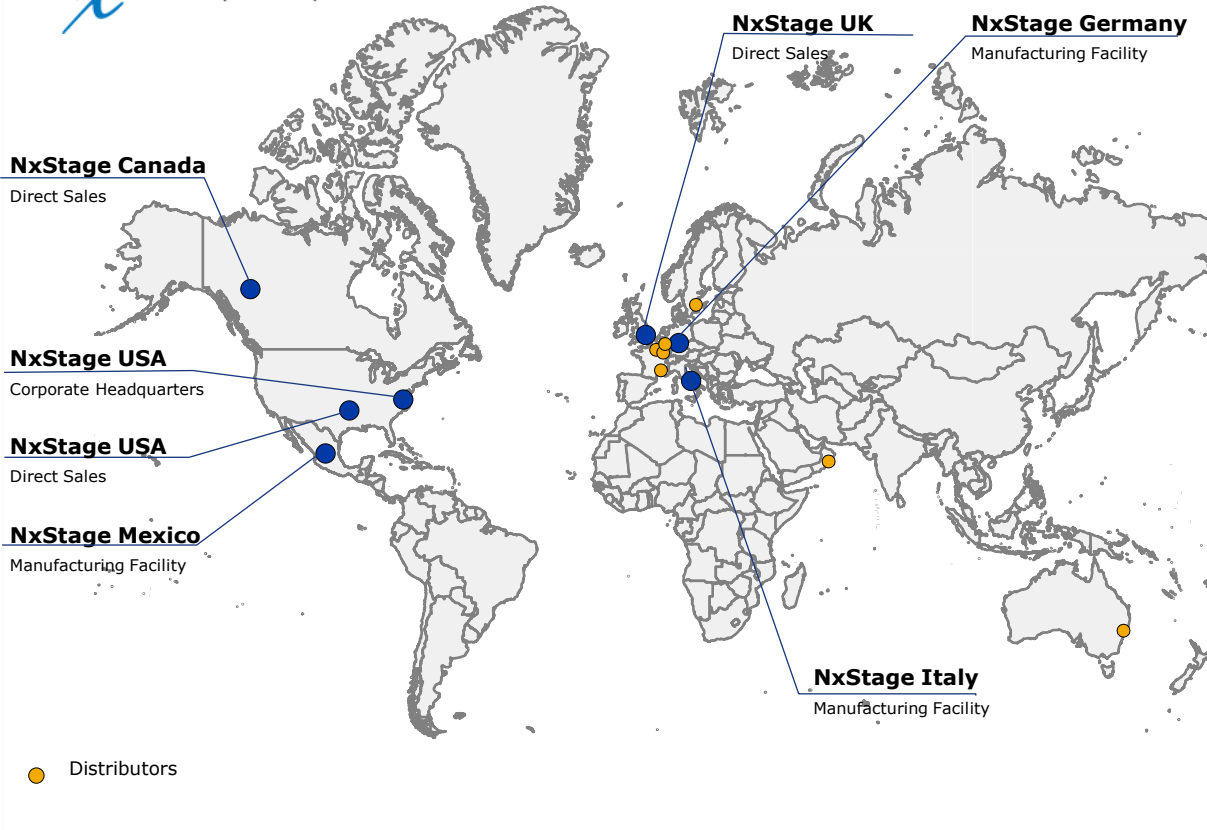 NxStage UK
Direct Sales
NxStage Germany
Manufacturing Facility
NxStage Canada
Direct Sales
NxStage USA
Corporate Headquarters
NxStage USA
Direct Sales
NxStage Mexico
Manufacturing Facility
NxStage Italy
Manufacturing Facility
Distributors